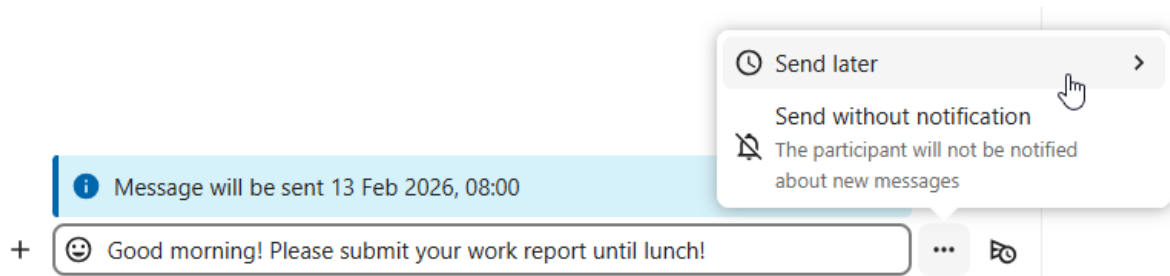 Send later
Send without notification
The participant will not be notified
about new messages
Message will be sent 13 Feb 2026, 08:00
Good morning! Please submit your work report until lunch!